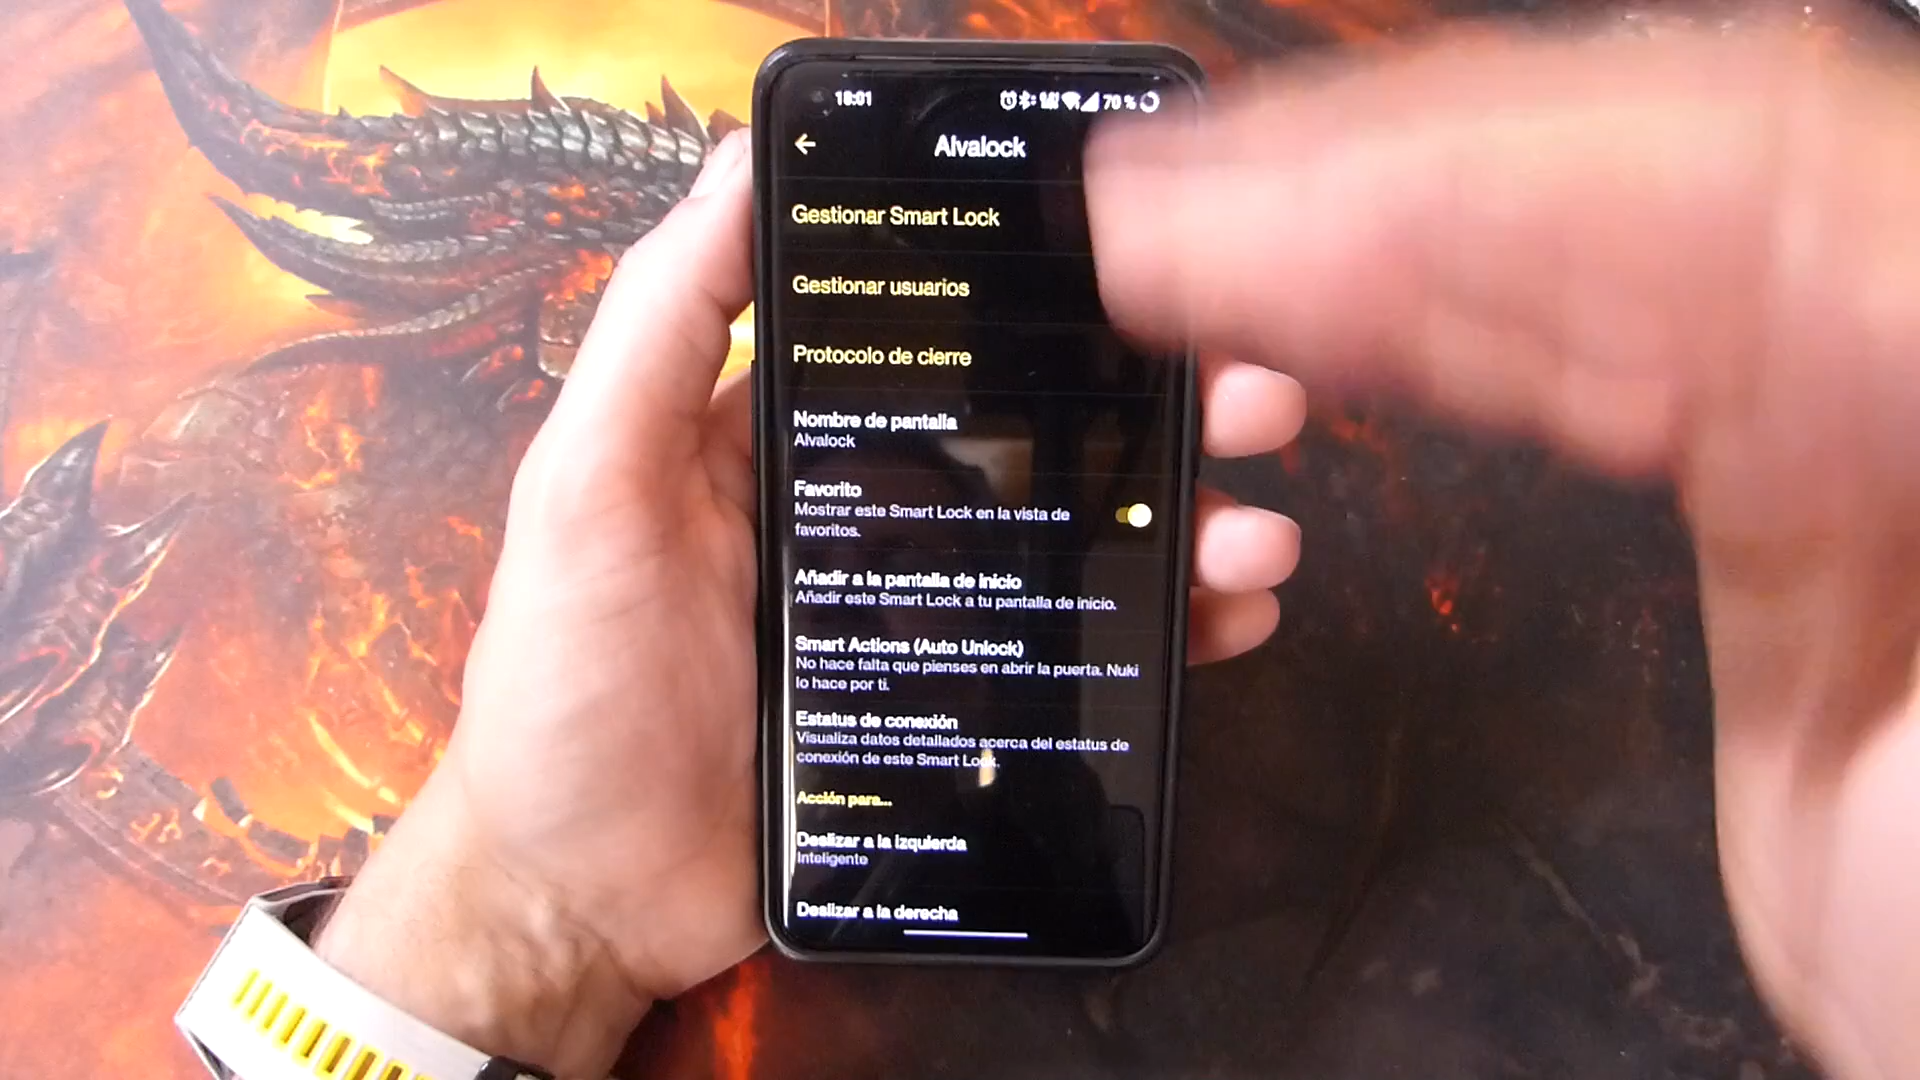 18:01
70 %
Alvalock
Gestionar Smart Lock
Gestionar usuarios
Protocolo de cierre
Nombre de pantalla
Alvalock
Favorito
Mostrar este Smart Lock en la vista de
favoritos.
Añadir a la pantalla de inicio
Añadir este Smart Lock a tu pantalla de inicio.
Smart Actions (Auto Unlock)
No hace falta que pienses en abrir la puerta. Nuki
lo hace por ti.
Estatus de conexión
Visualiza datos detallados acerca del estatus de
conexión de este Smart Lock.
Acción para...
Deslizar a la izquierda
Inteligente
Deslizar a la derecha